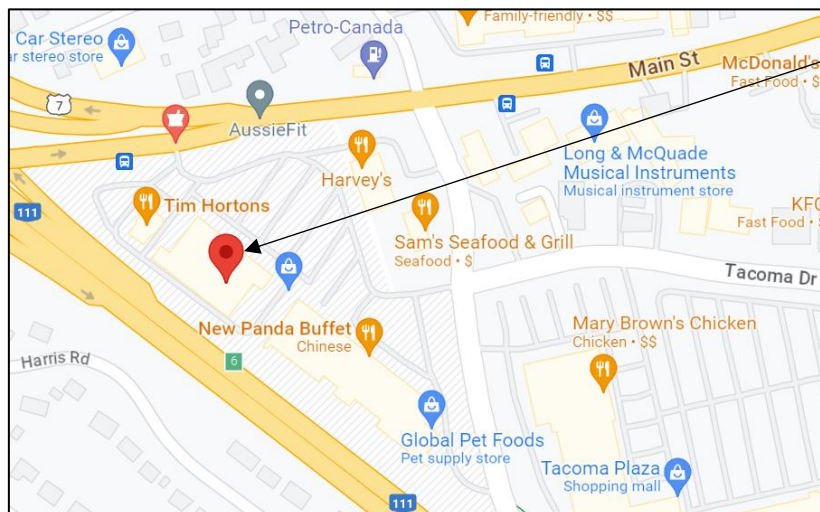 Family-friendly • $$
Car Stereo
ar stereo store
Petro-Canada
Main St
McDonald's
Fast Food • $
7
AussieFit
Long & McQuade
Musical Instruments
Musical instrument store
Harvey's
Tim Hortons
111
KFC
Fast Food •
Sam's Seafood & Grill
Seafood • $
Tacoma Dr
New Panda Buffet
Chinese
Mary Brown's Chicken
Chicken • $$
Harris Rd
6
Global Pet Foods
Pet supply store
Tacoma Plaza
Shopping mall
111